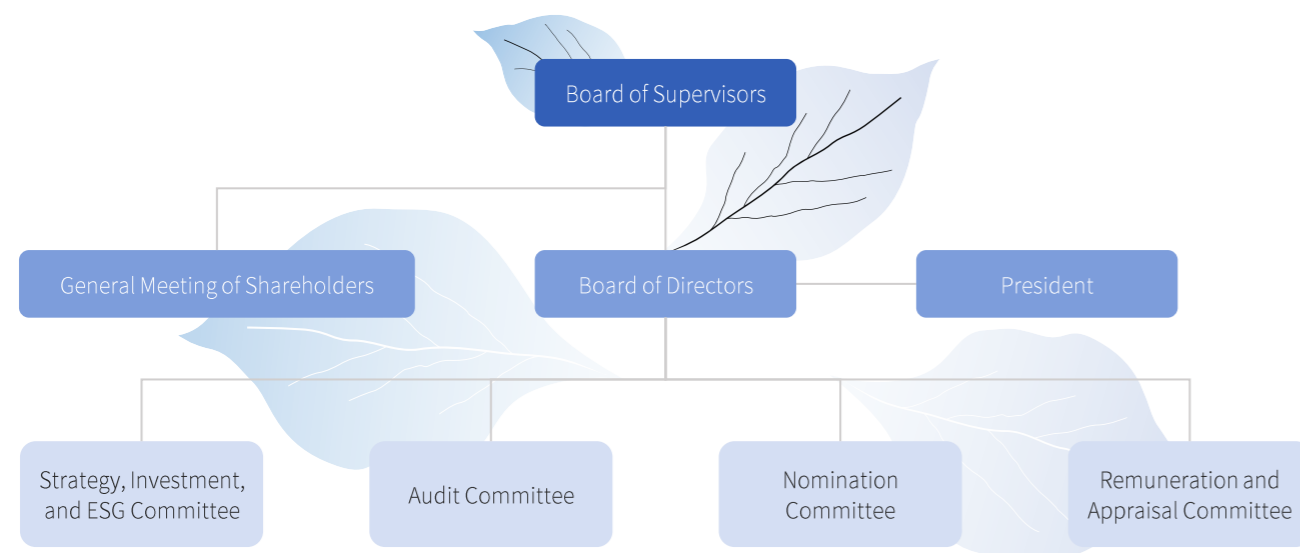 Board of Supervisors
General Meeting of Shareholders
Board of Directors
President
Strategy, Investment,
and ESG Committee
Audit Committee
Nomination
Committee
Remuneration and
Appraisal Committee